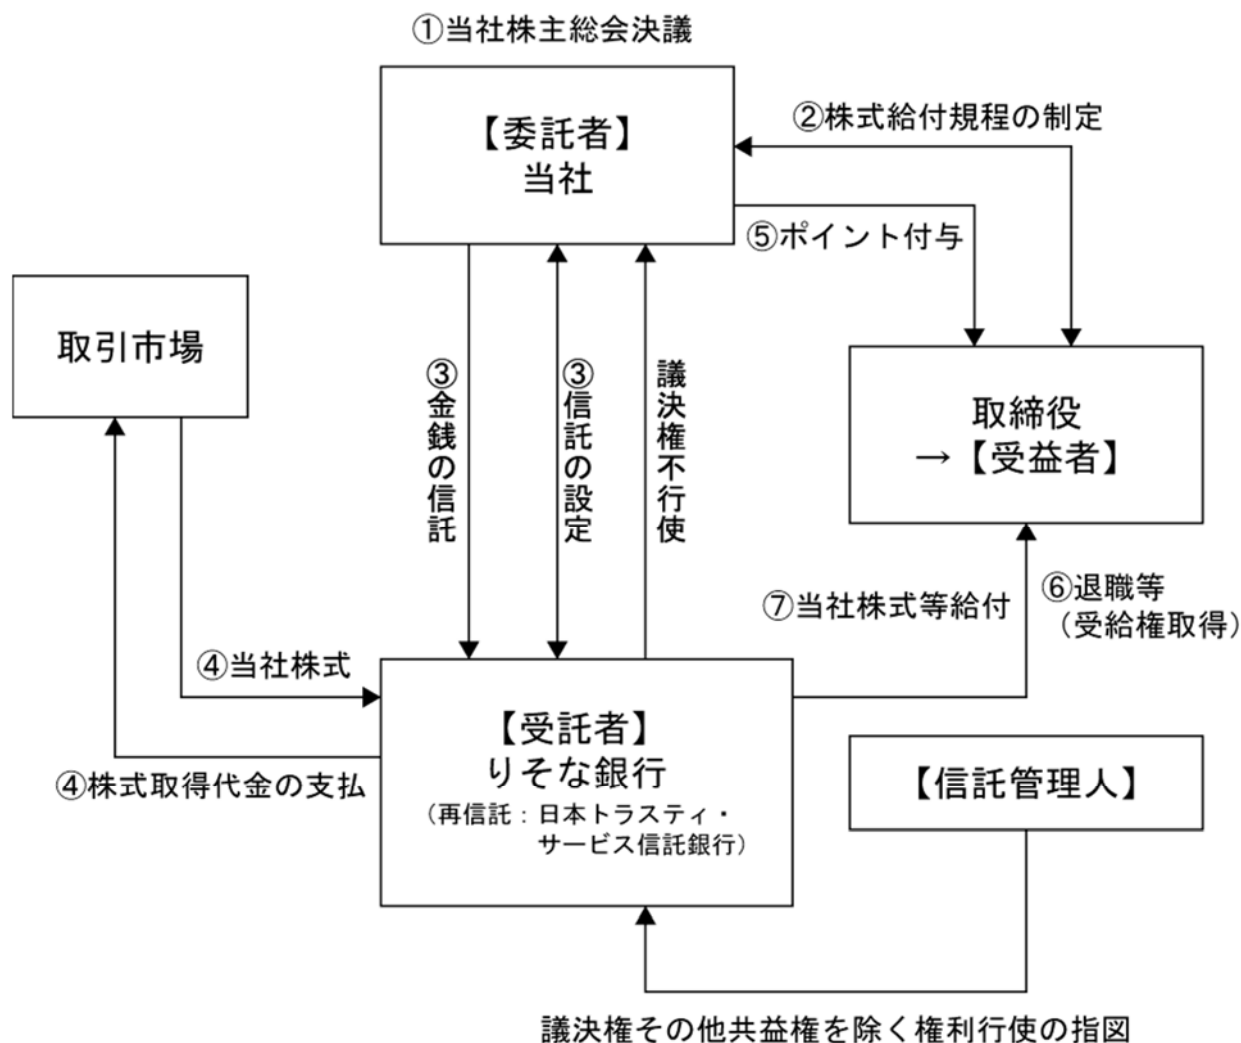 ①当社株主総会決議
【委託者】
当社
②株式給付規程の制定
⑤ポイント付与
取引市場
③金銭の信託
③信託の設定
議決権不行使
取締役
→【受益者】
⑦当社株式等給付
⑥退職等
（受給権取得）
④当社株式
④株式取得代金の支払
【受託者】
りそな銀行
（再信託：日本トラスティ・
サービス信託銀行）
【信託管理人】
議決権その他共益権を除く権利行使の指図